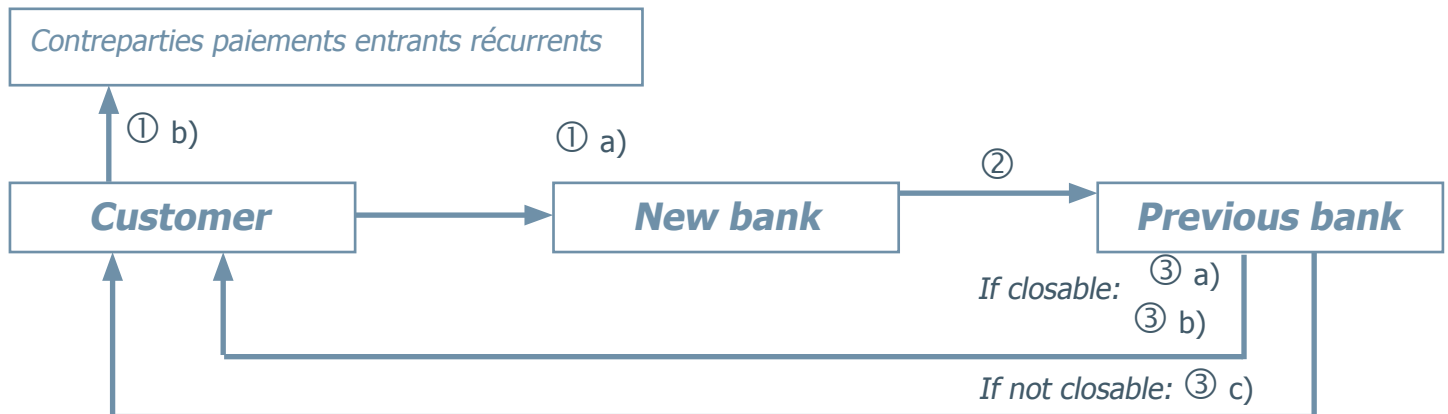 Contreparties paiements entrants récurrents
① b)
① a)
②
Customer
New bank
Previous bank
If closable: ③ a)
③ b)
If not closable: ③ c)